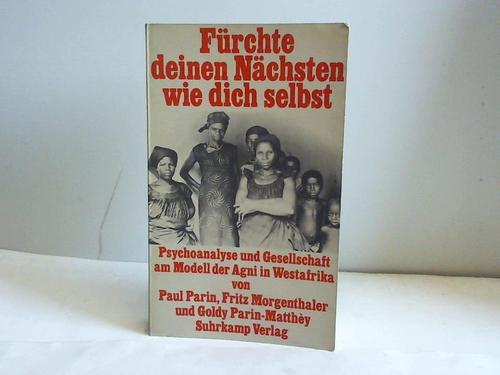 Fürchte
deinen Nächsten
wie dich selbst
Psychoanalyse und Gesellschaft
am Modell der Agni in Westafrika
von
Paul Parin, Fritz Morgenthaler
und Goldy Parin-Matthèy
Suhrkamp Verlag